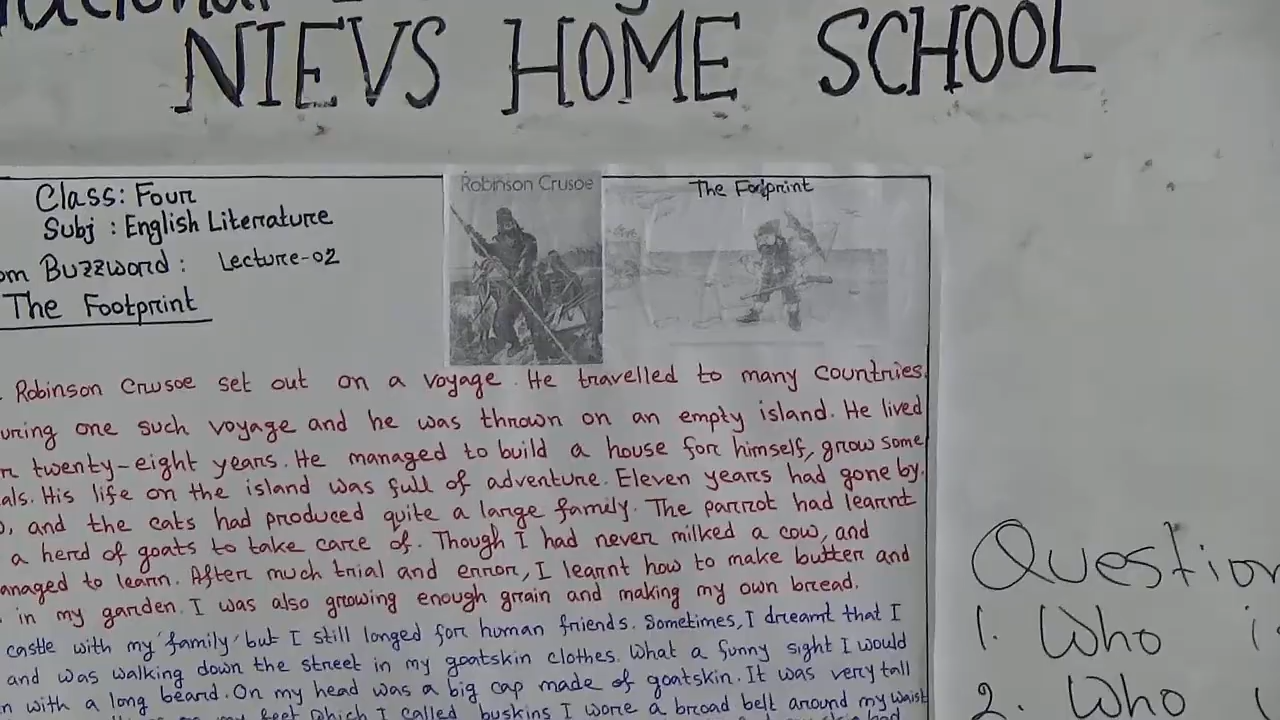 NIEVS HOME SCHOOL
Class: Four
Subj : English Literature
om Buzzword : Lecture-02
The Footprint
Robinson Crusoe
The Footprint
Robinson Crusoe set out on a voyage. He travelled to many countries.
uring one such voyage and he was thrown on an empty island. He lived
twenty-eight years. He managed to build a house for himself, grow some
als. His life on the island was full of adventure. Eleven years had gone by.
, and the cats had produced quite a large family. The parrot had learnt
a herd of goats to take care of. Though I had never milked a cow, and
anaged to learn. After much trial and error, I learnt how to make butter and
in my garden. I was also growing enough grain and making my own bread.
castle with my 'family' but I still longed for human friends. Sometimes, I dreamt that I
and was walking down the street in my goatskin clothes. What a funny sight I would
n with a long beard. On my head was a big cap made of goatskin. It was very tall
my feet which I called buskins I wore a broad belt around my waist
had
Question
1. Who is
2. Who